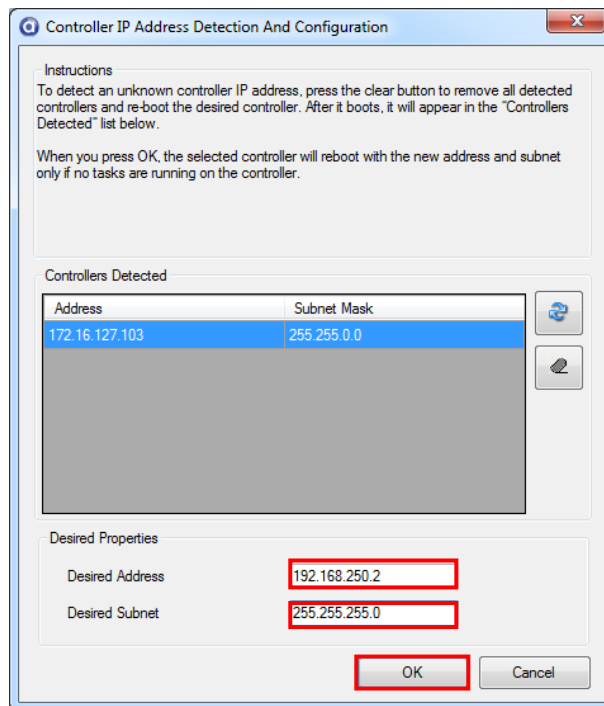 Controller IP Address Detection And Configuration
Instructions
To detect an unknown controller IP address, press the clear button to remove all detected
controllers and re-boot the desired controller. After it boots, it will appear in the "Controllers
Detected" list below.
When you press OK, the selected controller will reboot with the new address and subnet
only if no tasks are running on the controller.
Controllers Detected
Address Subnet Mask
172.16.127.103 255.255.0.0
Desired Properties
Desired Address 192.168.250.2
Desired Subnet 255.255.255.0
OK Cancel